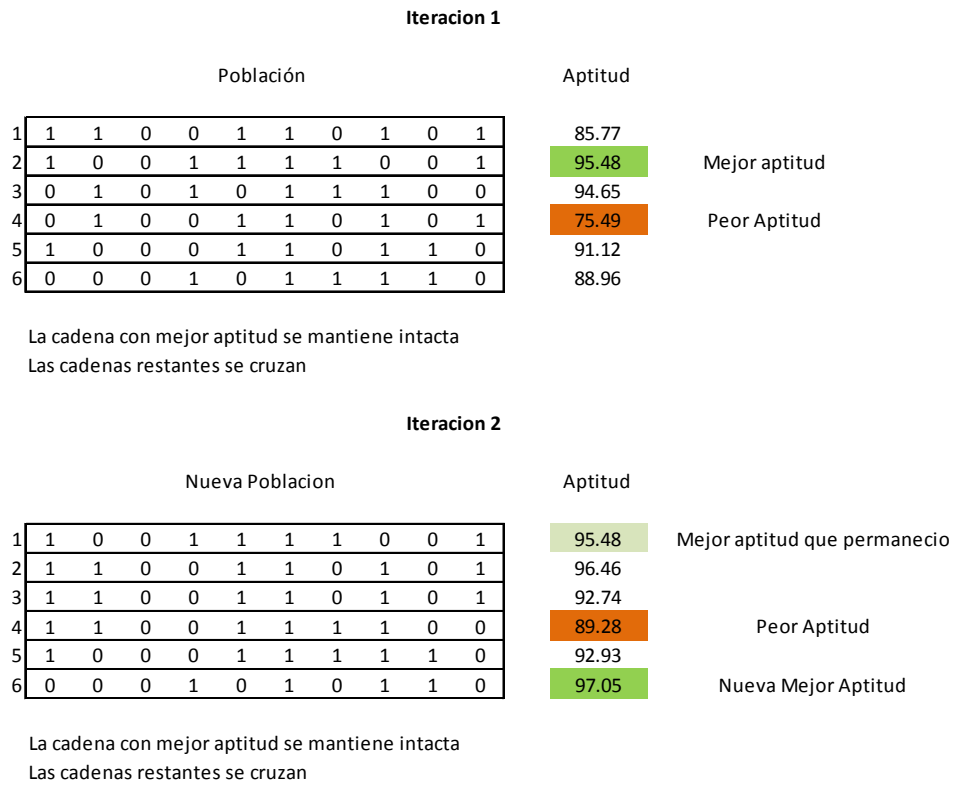 Iteracion 1
Población Aptitud
1 1 1 0 0 1 1 0 1 0 1 85.77
2 1 0 0 1 1 1 1 0 0 1 95.48 Mejor aptitud
3 0 1 0 1 0 1 1 1 0 0 94.65
4 0 1 0 0 1 1 0 1 0 1 75.49 Peor Aptitud
5 1 0 0 0 1 1 0 1 1 0 91.12
6 0 0 0 1 0 1 1 1 1 0 88.96
La cadena con mejor aptitud se mantiene intacta
Las cadenas restantes se cruzan
Iteracion 2
Nueva Poblacion Aptitud
1 1 0 0 1 1 1 1 0 0 1 95.48 Mejor aptitud que permanecio
2 1 1 0 0 1 1 0 1 0 1 96.46
3 1 1 0 0 1 1 0 1 0 1 92.74
4 1 1 0 0 1 1 1 1 0 0 89.28 Peor Aptitud
5 1 0 0 0 1 1 1 1 1 0 92.93
6 0 0 0 1 0 1 0 1 1 0 97.05 Nueva Mejor Aptitud
La cadena con mejor aptitud se mantiene intacta
Las cadenas restantes se cruzan